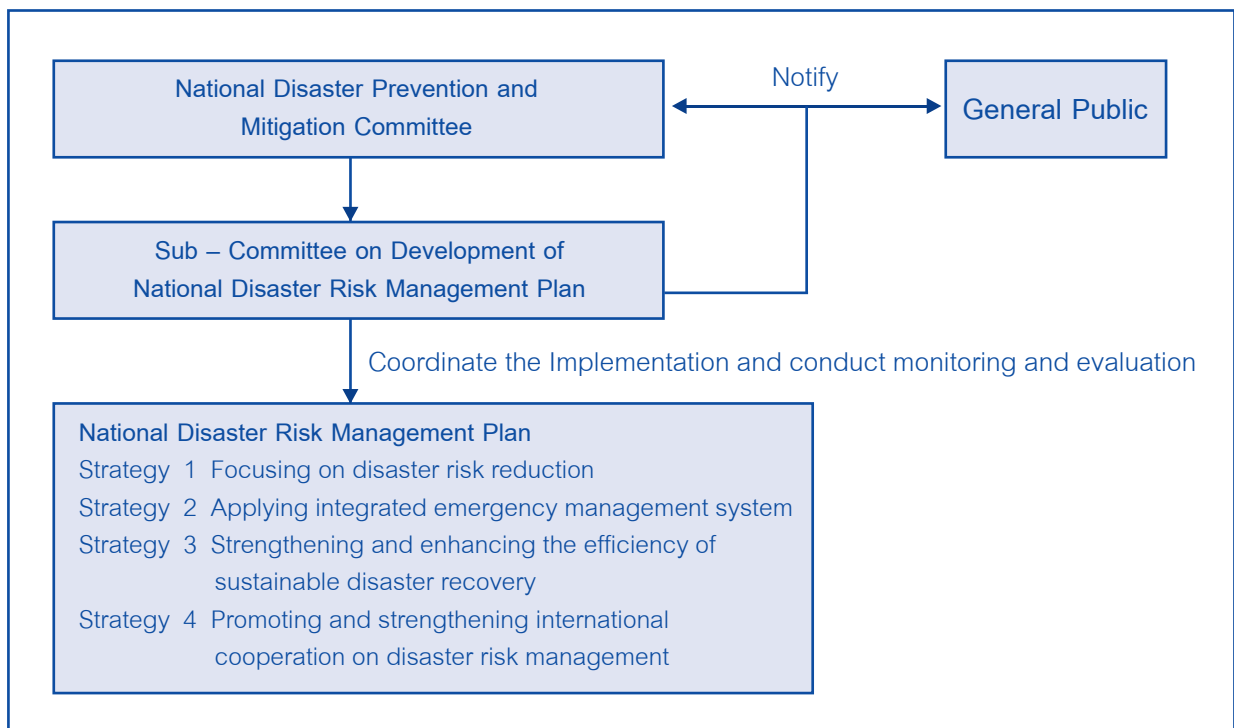 National Disaster Prevention and
Mitigation Committee
Notify
General Public
Sub – Committee on Development of
National Disaster Risk Management Plan
Coordinate the Implementation and conduct monitoring and evaluation
National Disaster Risk Management Plan
Strategy 1 Focusing on disaster risk reduction
Strategy 2 Applying integrated emergency management system
Strategy 3 Strengthening and enhancing the efficiency of
sustainable disaster recovery
Strategy 4 Promoting and strengthening international
cooperation on disaster risk management